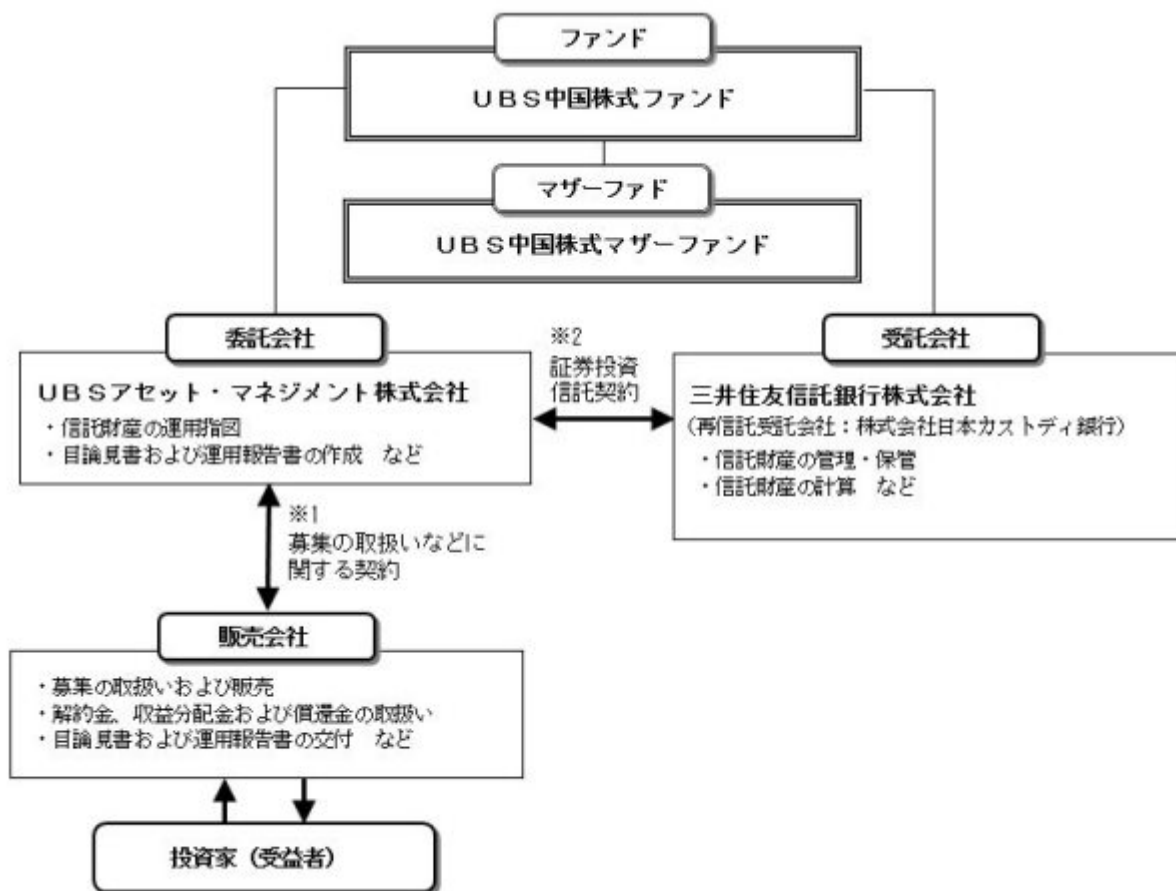 ファンド
UBS中国株式ファンド
マザーファド
UBS中国株式マザーファンド
委託会社
UBSアセット・マネジメント株式会社
・信託財産の運用指図
・目論見書および運用報告書の作成 など
※2
証券投資
信託契約
受託会社
三井住友信託銀行株式会社
(再信託受託会社:株式会社日本カストディ銀行)
・信託財産の管理・保管
・信託財産の計算 など
※1
募集の取扱いなどに
関する契約
販売会社
・募集の取扱いおよび販売
・解約金、収益分配金および償還金の取扱い
・目論見書および運用報告書の交付 など
投資家(受益者)